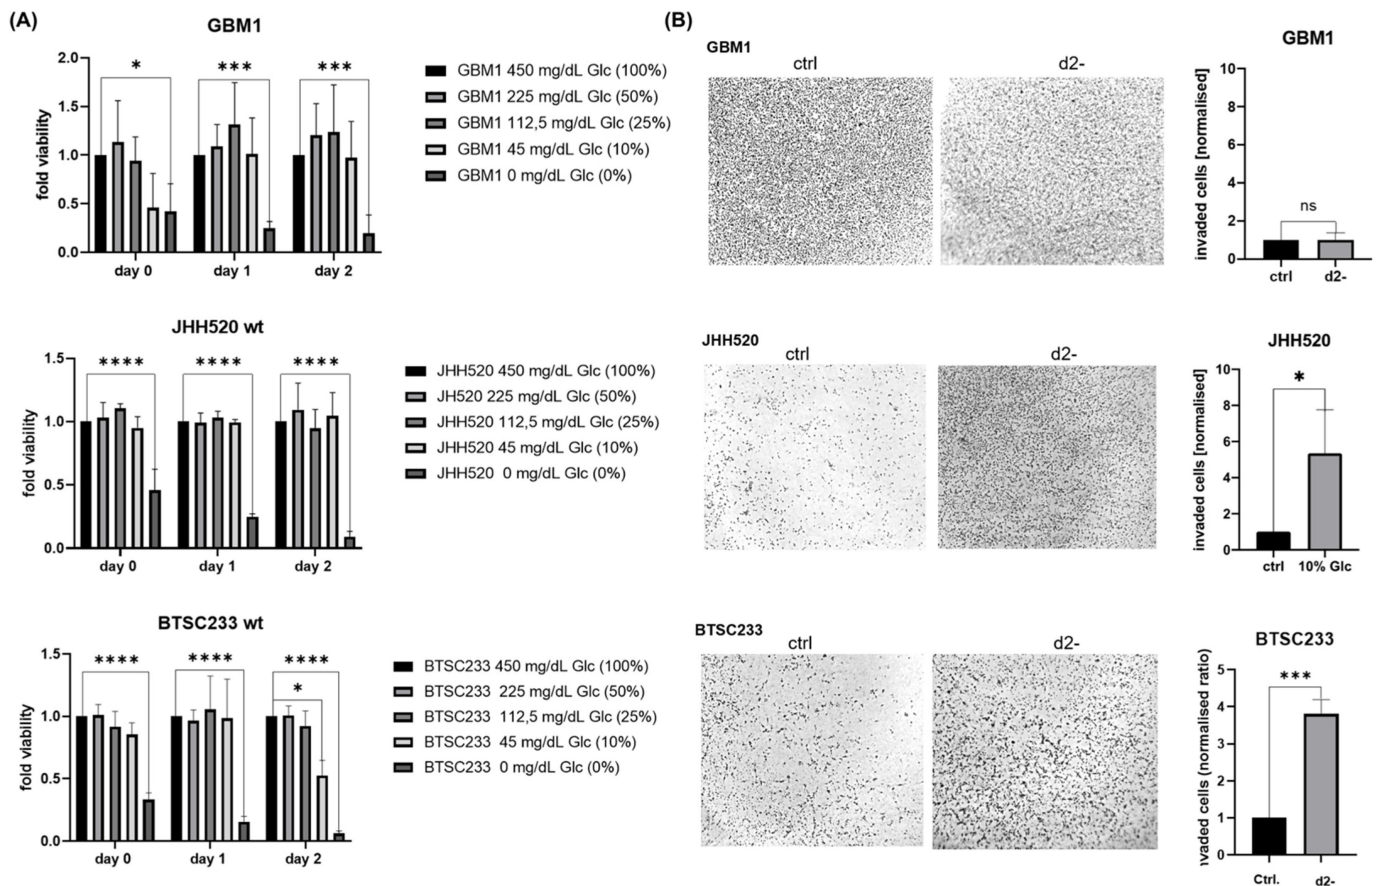 (A)
GBM1
fold viability
2.0
1.5
1.0
0.5
0.0
*
***
***
day 0
day 1
day 2
GBM1 450 mg/dL Glc (100%)
GBM1 225 mg/dL Glc (50%)
GBM1 112,5 mg/dL Glc (25%)
GBM1 45 mg/dL Glc (10%)
GBM1 0 mg/dL Glc (0%)
JHH520 wt
fold viability
1.5
1.0
0.5
0.0
****
****
****
day 0
day 1
day 2
JHH520 450 mg/dL Glc (100%)
JH520 225 mg/dL Glc (50%)
JHH520 112,5 mg/dL Glc (25%)
JHH520 45 mg/dL Glc (10%)
JHH520 0 mg/dL Glc (0%)
BTSC233 wt
fold viability
1.5
1.0
0.5
0.0
****
****
****
*
day 0
day 1
day 2
BTSC233 450 mg/dL Glc (100%)
BTSC233 225 mg/dL Glc (50%)
BTSC233 112,5 mg/dL Glc (25%)
BTSC233 45 mg/dL Glc (10%)
BTSC233 0 mg/dL Glc (0%)
(B)
GBM1
ctrl
d2-
GBM1
invaded cells [normalised]
10
8
6
4
2
0
ns
ctrl
d2-
JHH520
ctrl
d2-
JHH520
invaded cells [normalised]
10
8
6
4
2
0
*
ctrl
10% Glc
BTSC233
ctrl
d2-
BTSC233
nvaded cells (normalised ratio)
5
4
3
2
1
0
***
Ctrl.
d2-